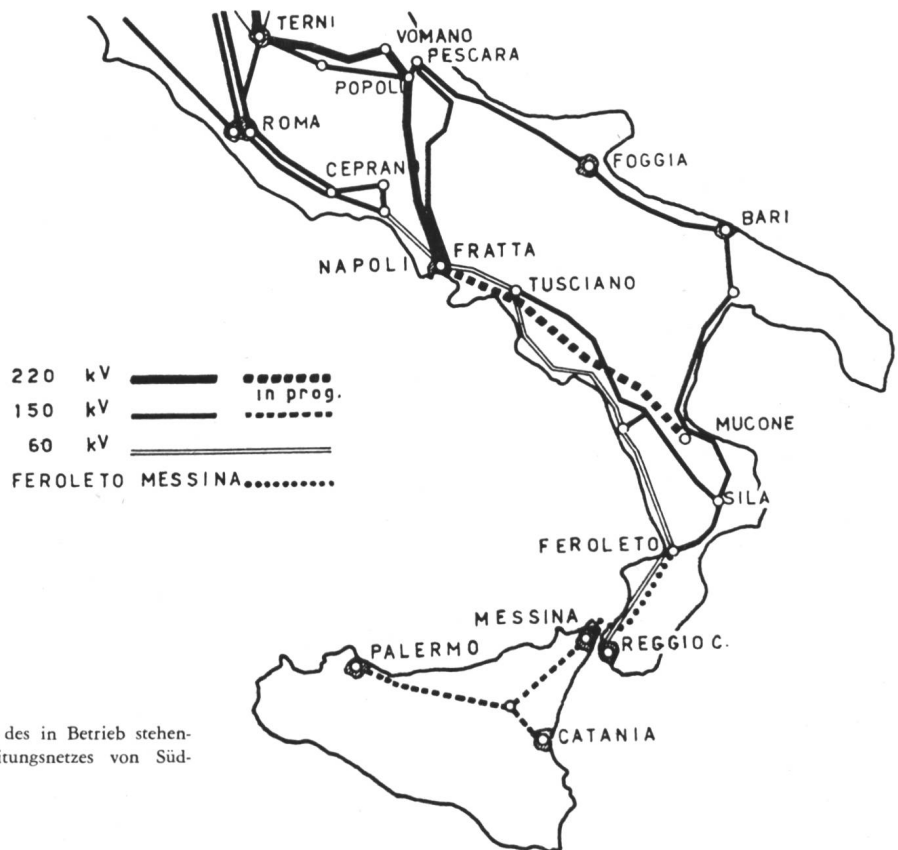 TERNI
VOMANO
PESCARA
POPOLI
ROMA
CEPRAN
FOGGIA
BARI
NAPOLI
FRATTA
TUSCIANO
220 kV
in prog.
150 kV
60 kV
FEROLETO MESSINA
MUCONE
SILA
FEROLETO
MESSINA
REGGIO C.
PALERMO
CATANIA
des in Betrieb stehen-
itungsnetzes von Süd-